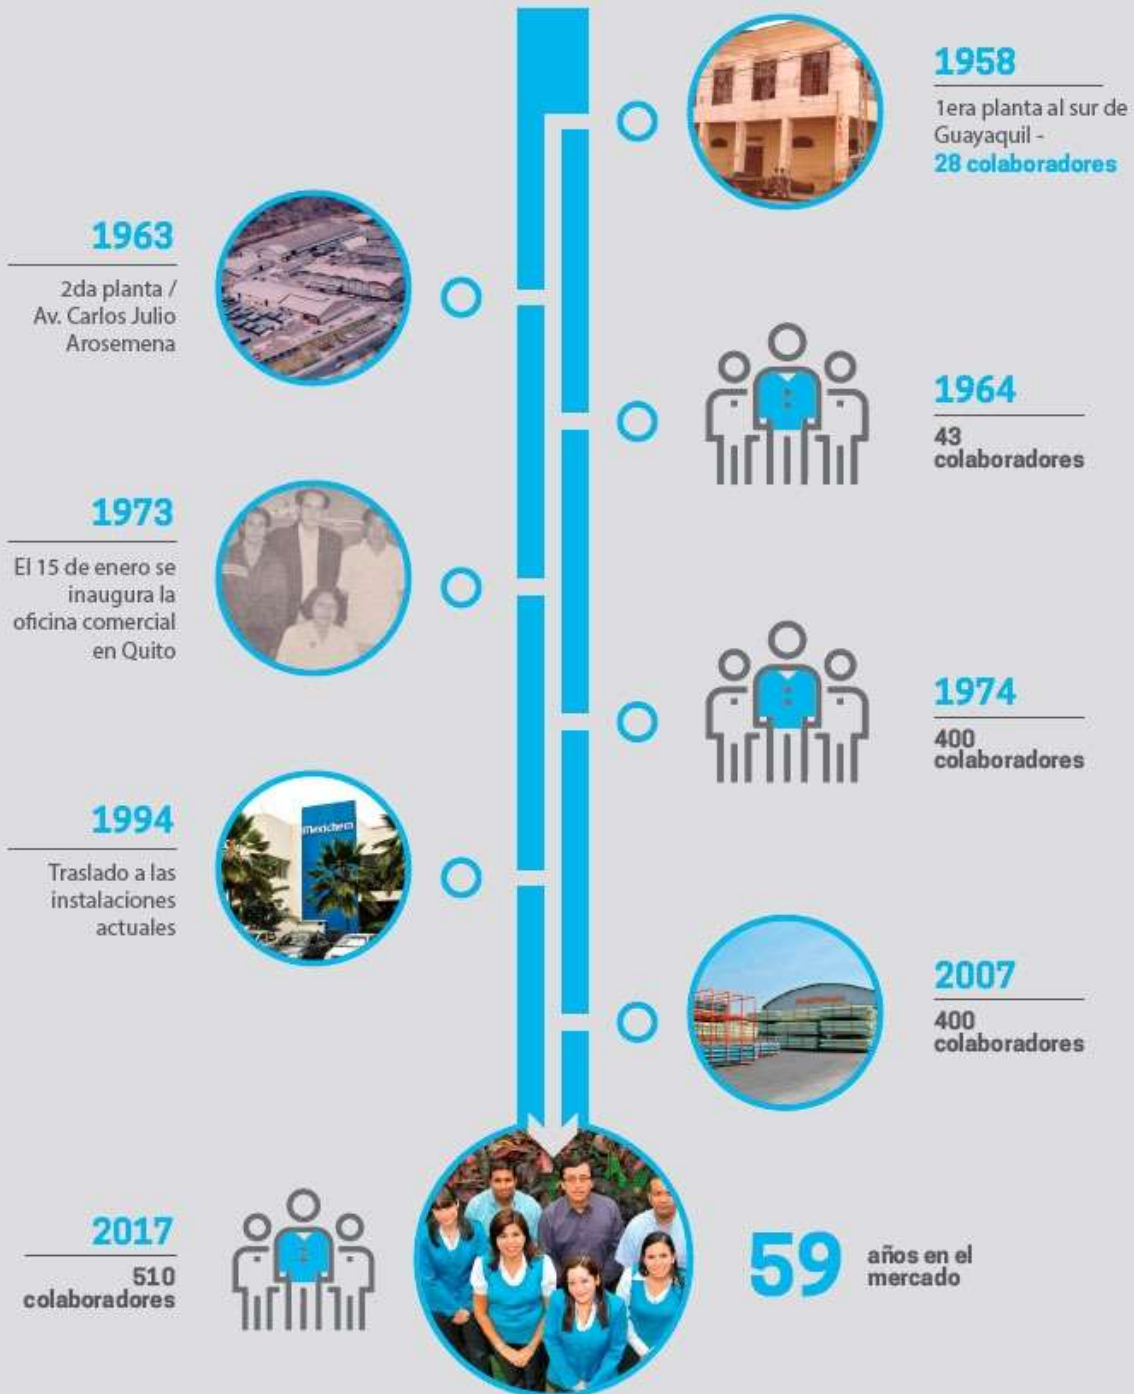 1958
1era planta al sur de
Guayaquil -
28 colaboradores
1963
2da planta /
Av. Carlos Julio
Arosemena
1964
43
colaboradores
1973
El 15 de enero se
inaugura la
oficina comercial
en Quito
1974
400
colaboradores
1994
Traslado a las
instalaciones
actuales
Mexichem
2007
400
colaboradores
2017
510
colaboradores
59
años en el
mercado